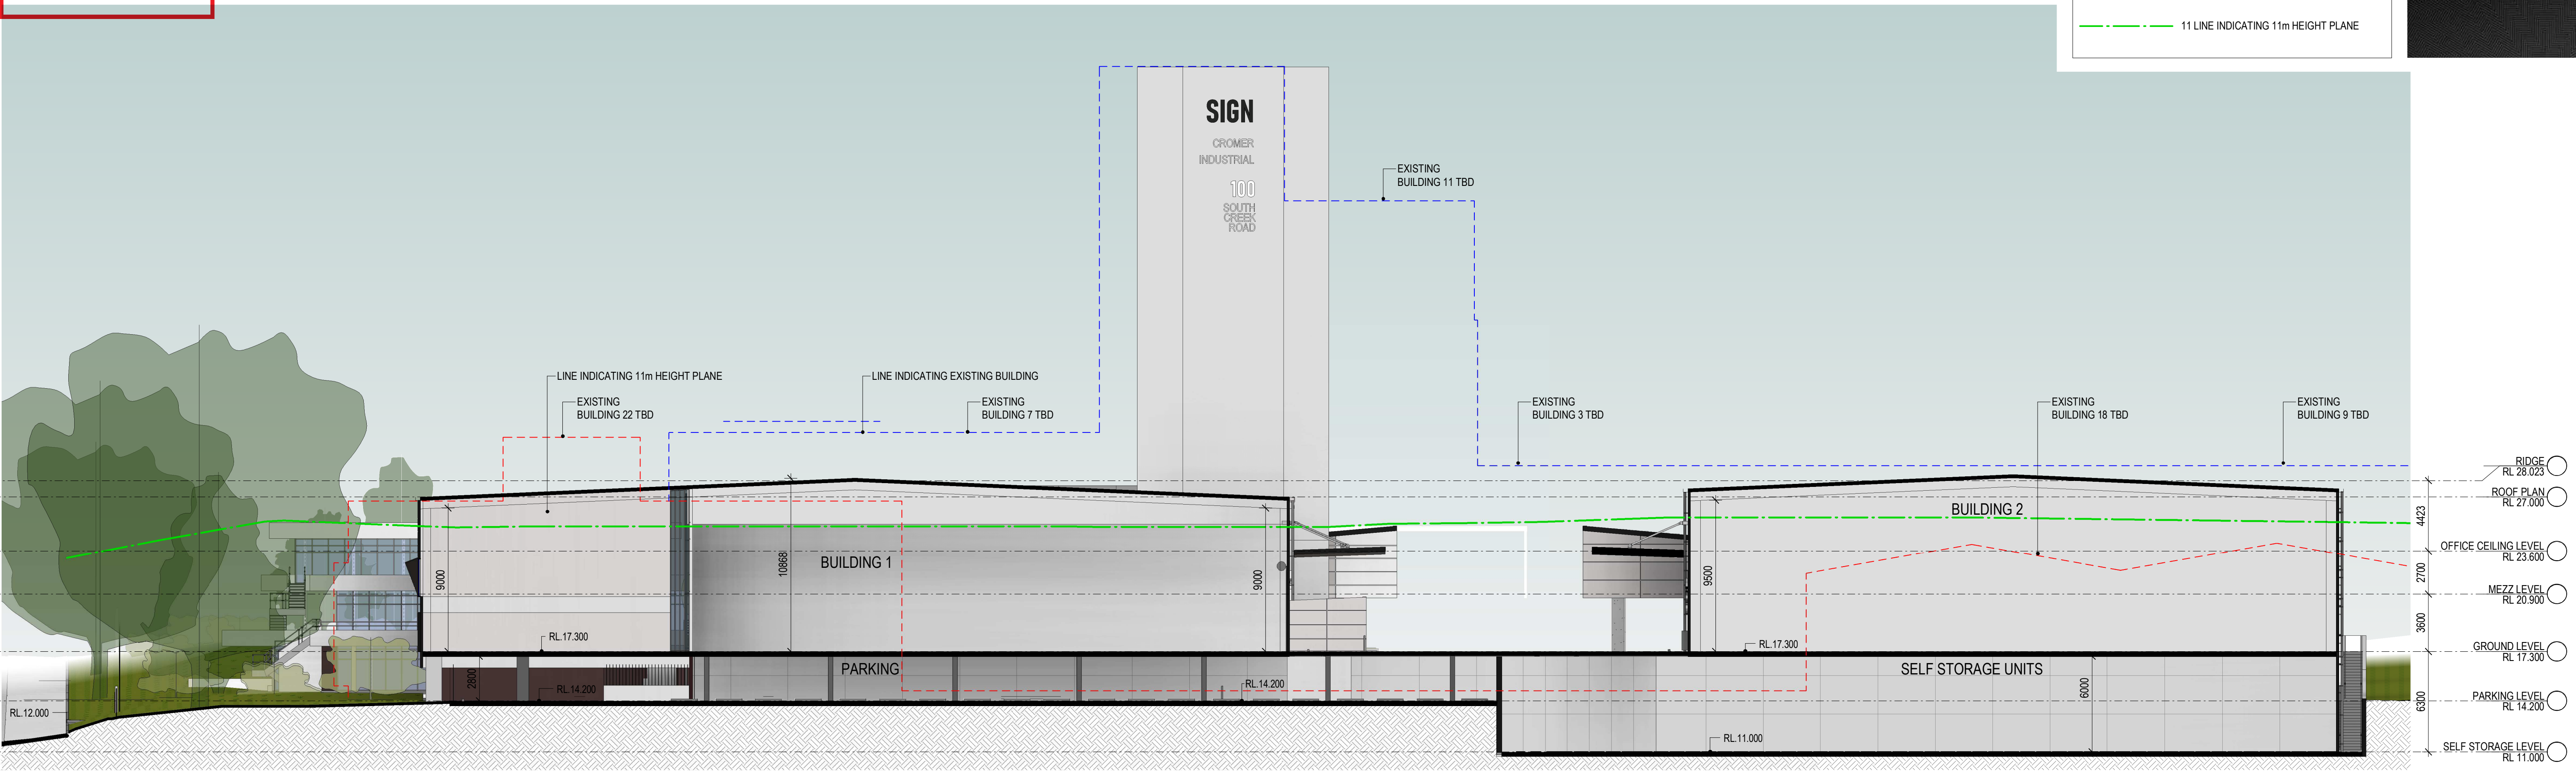 11 LINE INDICATING 11m HEIGHT PLANE
SIGN
CROMER
INDUSTRIAL
100
SOUTH
CREEK
ROAD
EXISTING
BUILDING 11 TBD
LINE INDICATING 11m HEIGHT PLANE
EXISTING
BUILDING 22 TBD
LINE INDICATING EXISTING BUILDING
EXISTING
BUILDING 7 TBD
EXISTING
BUILDING 3 TBD
EXISTING
BUILDING 18 TBD
EXISTING
BUILDING 9 TBD
RIDGE
RL 28.023
ROOF PLAN
RL 27.000
4423
OFFICE CEILING LEVEL
RL 23.600
2700
MEZZ LEVEL
RL 20.900
3600
GROUND LEVEL
RL 17.300
PARKING LEVEL
RL 14.200
6300
SELF STORAGE LEVEL
RL 11.000
BUILDING 1
BUILDING 2
9000
10868
9000
9500
RL.17.300
RL.17.300
PARKING
SELF STORAGE UNITS
2800
RL.14.200
RL.14.200
6000
RL.12.000
RL.11.000